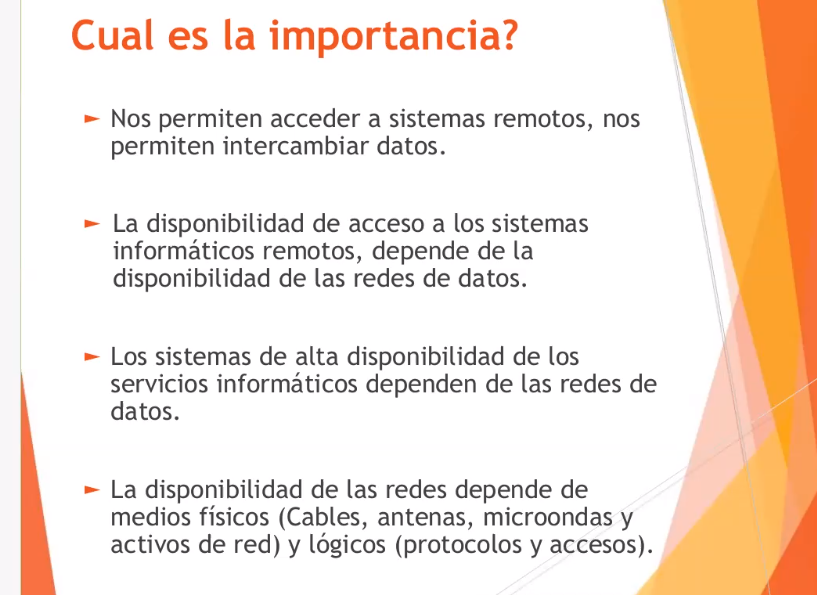 Cual es la importancia?
► Nos permiten acceder a sistemas remotos, nos
permiten intercambiar datos.
► La disponibilidad de acceso a los sistemas
informáticos remotos, depende de la
disponibilidad de las redes de datos.
► Los sistemas de alta disponibilidad de los
servicios informáticos dependen de las redes de
datos.
► La disponibilidad de las redes depende de
medios físicos (Cables, antenas, microondas y
activos de red) y lógicos (protocolos y accesos).